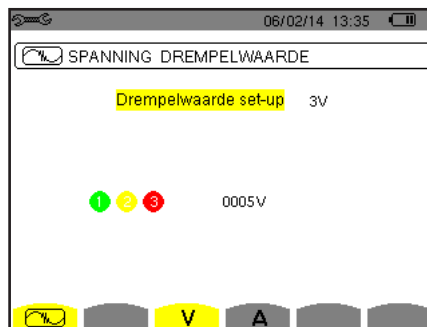 06/02/14 13:35
SPANNING DREMPELWAARDE
Drempelwaarde set-up 3V
1 2 3 0005V
V A